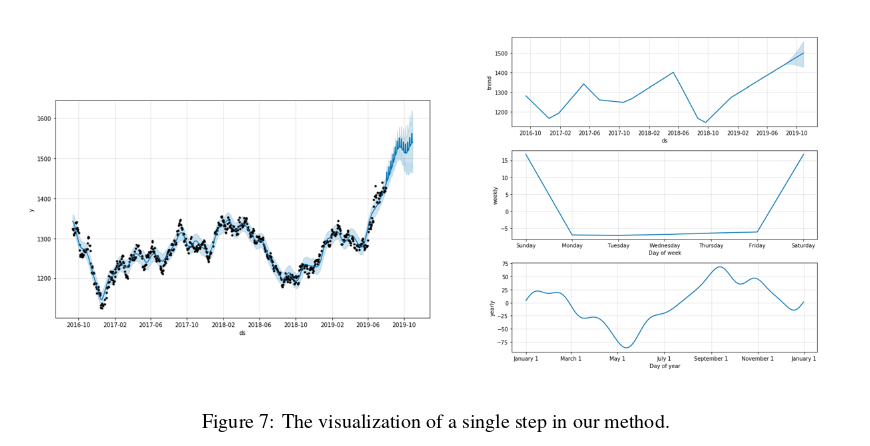 1600
1500
1400
1300
1200
y
2016-10 2017-02 2017-06 2017-10 2018-02 2018-06 2018-10 2019-02 2019-06 2019-10
ds
1500
1400
1300
1200
trend
2016-10 2017-02 2017-06 2017-10 2018-02 2018-06 2018-10 2019-02 2019-06 2019-10
ds
15
10
5
0
−5
weekly
Sunday Monday Tuesday Wednesday Thursday Friday Saturday
Day of week
75
50
25
0
−25
−50
−75
yearly
January 1 March 1 May 1 July 1 September 1 November 1 January 1
Day of year
Figure 7: The visualization of a single step in our method.